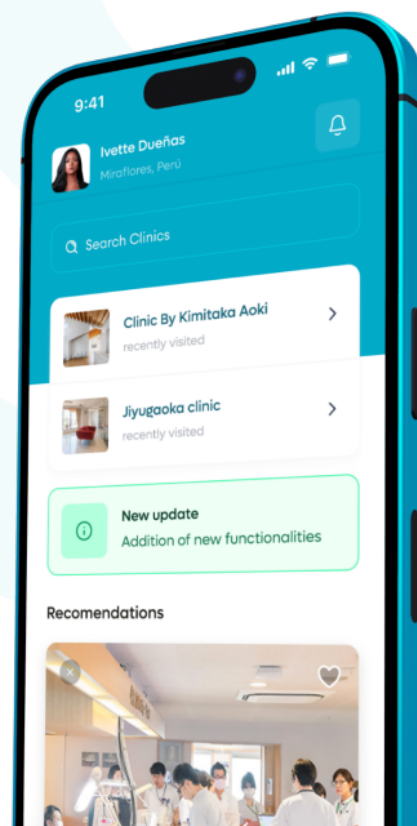 9:41
Ivette Dueñas
Miraflores, Perú
Search Clinics
Clinic By Kimitaka Aoki
recently visited
Jiyugaoka clinic
recently visited
New update
Addition of new functionalities
Recomendations